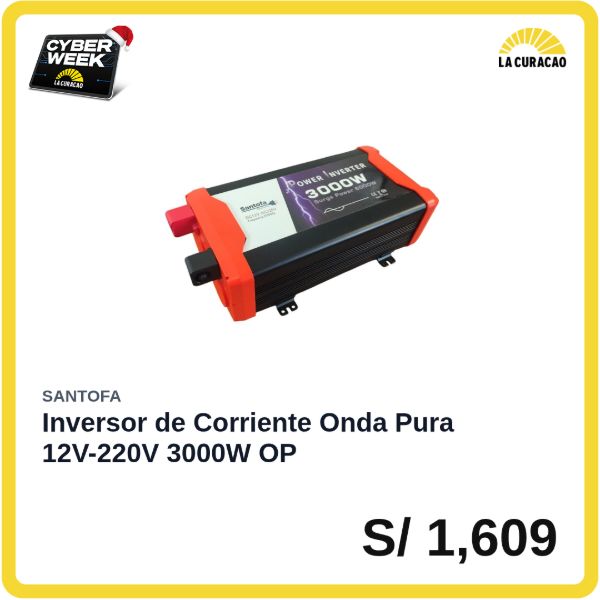 CYBER
WEEK
LA CURACAO
LA CURACAO
POWER INVERTER
3000W
Surge Power 6000W
Santofa
SANTOFA
Inversor de Corriente Onda Pura
12V-220V 3000W OP
S/ 1,609